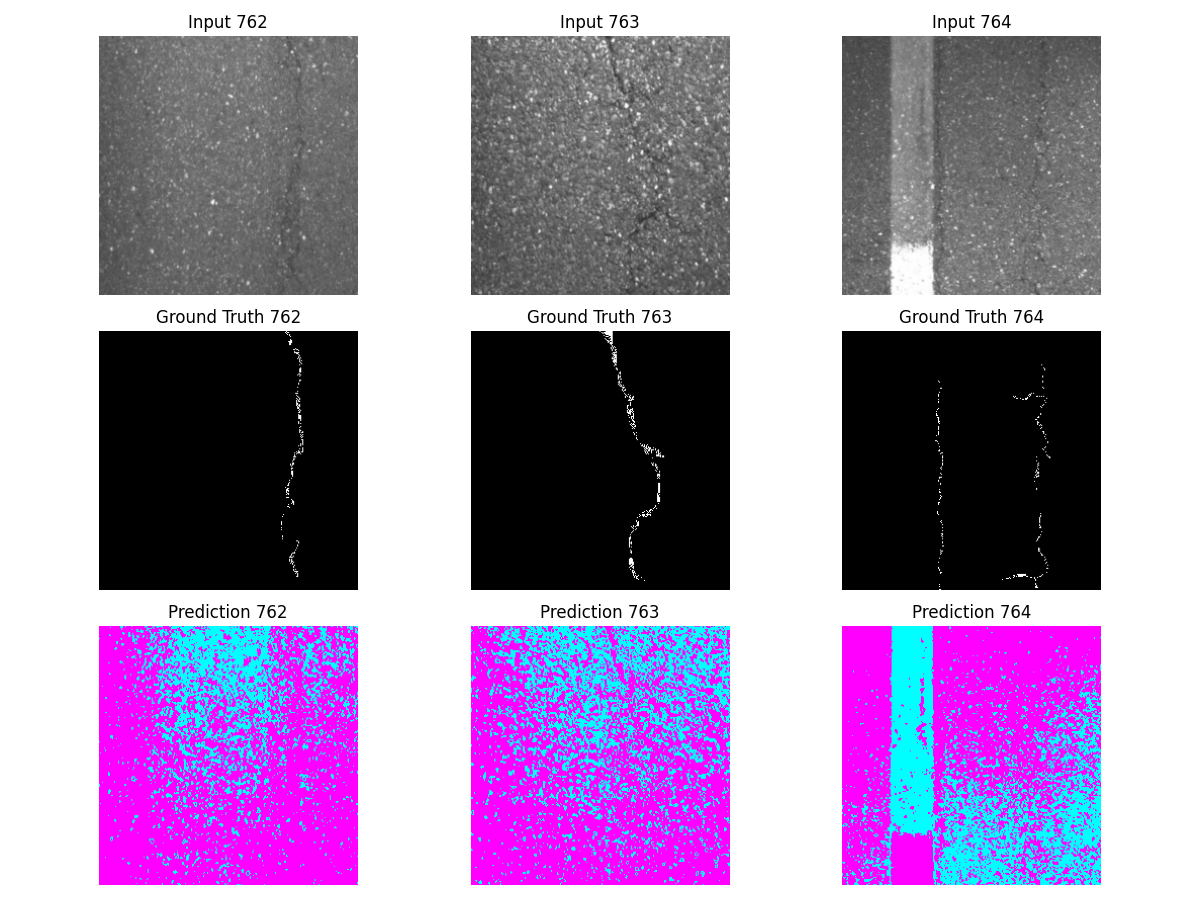 Input 762
Input 763
Input 764
Ground Truth 762
Ground Truth 763
Ground Truth 764
Prediction 762
Prediction 763
Prediction 764